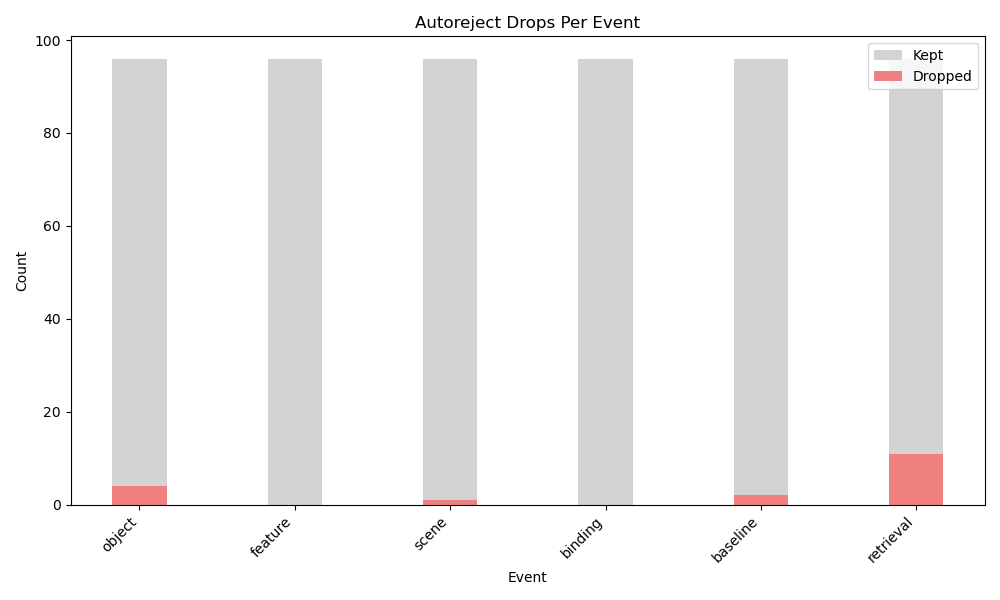 Autoreject Drops Per Event
Kept
Dropped
100
80
60
40
20
0
Count
object
feature
scene
binding
baseline
retrieval
Event